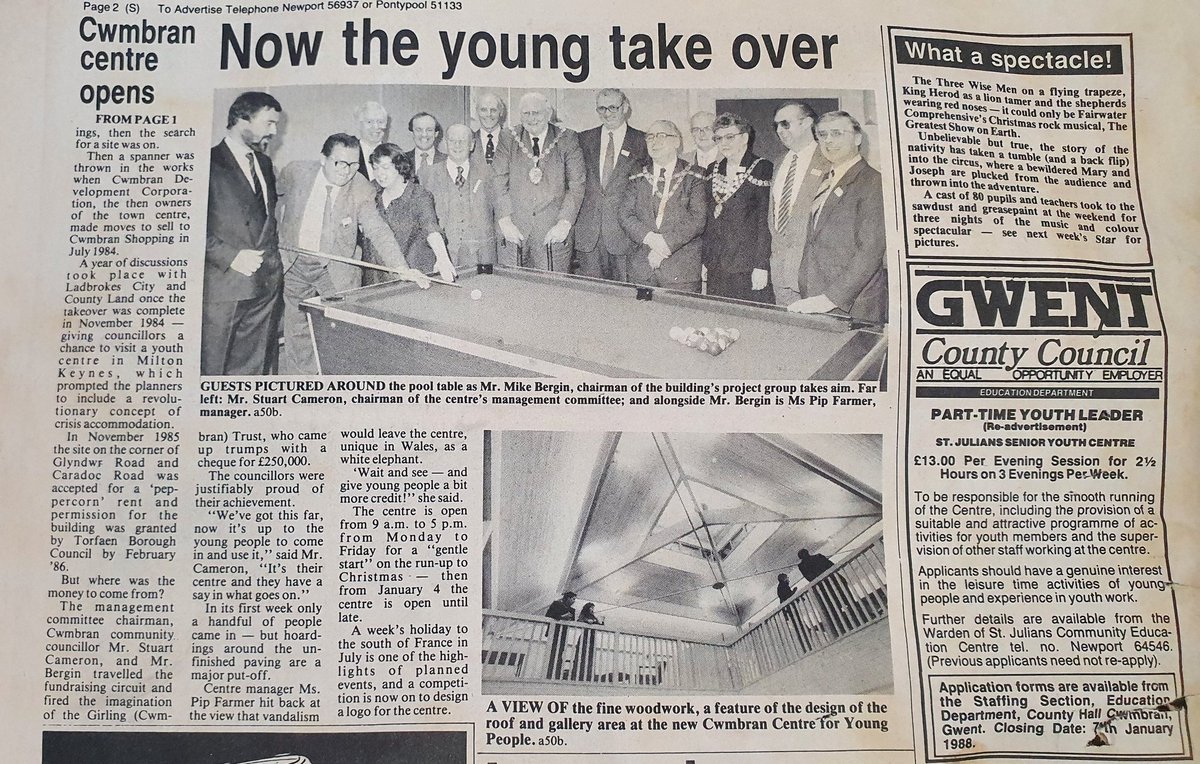 Page 2 (S) To Advertise Telephone Newport 56937 or Pontypool 51133
Cwmbran
centre
opens
Now the young take over
FROM PAGE 1
ings, then the search
for a site was on.
Then a spanner was
thrown in the works
when Cwmbran De-
velopment Corpora-
tion, the then owners
of the town centre,
made moves to sell to
Cwmbran Shopping in
July 1984.
A year of discussions
took place with
Ladbrokes City and
County Land once the
takeover was complete
in November 1984 —
giving councillors a
chance to visit a youth
centre in Milton
Keynes, which
prompted the planners
to include a revolu-
tionary concept of
crisis accommodation.
In November 1985
the site on the corner of
Glyndwr Road and
Caradoc Road was
accepted for a 'pep-
percorn' rent and
permission for the
building was granted
by Torfaen Borough
Council by February
'86.
But where was the
money to come from?
The management
committee chairman,
Cwmbran community
councillor Mr. Stuart
Cameron, and Mr.
Bergin travelled the
fundraising circuit and
fired the imagination
of the Girling (Cwm-
GUESTS PICTURED AROUND the pool table as Mr. Mike Bergin, chairman of the building's project group takes aim. Far
left: Mr. Stuart Cameron, chairman of the centre's management committee; and alongside Mr. Bergin is Ms Pip Farmer,
manager. a50b.
bran) Trust, who came
up trumps with a
cheque for £250,000.
The councillors were
justifiably proud of
their achievement.
"We've got this far,
now it's up to the
young people to come
in and use it," said Mr.
Cameron, "It's their
centre and they have a
say in what goes on."
In its first week only
a handful of people
came in — but hoard-
ings around the un-
finished paving are a
major put-off.
Centre manager Ms.
Pip Farmer hit back at
the view that vandalism
would leave the centre,
unique in Wales, as a
white elephant.
'Wait and see — and
give young people a bit
more credit!" she said.
The centre is open
from 9 a.m. to 5 p.m.
from Monday to
Friday for a "gentle
start" on the run-up to
Christmas — then
from January 4 the
centre is open until
late.
A week's holiday to
the south of France in
July is one of the high-
lights of planned
events, and a competi-
tion is now on to design
a logo for the centre.
A VIEW OF the fine woodwork, a feature of the design of the
roof and gallery area at the new Cwmbran Centre for Young
People. a50b.
What a spectacle!
The Three Wise Men on a flying trapeze,
King Herod as a lion tamer and the shepherds
wearing red noses — it could only be Fairwater
Comprehensive's Christmas rock musical, The
Greatest Show on Earth.
Unbelievable but true, the story of the
nativity has taken a tumble (and a back flip)
into the circus, where a bewildered Mary and
Joseph are plucked from the audience and
thrown into the adventure.
A cast of 80 pupils and teachers took to the
sawdust and greasepaint at the weekend for
three nights of the music and colour
spectacular — see next week's Star for
pictures.
GWENT
County Council
AN EQUAL OPPORTUNITY EMPLOYER
EDUCATION DEPARTMENT
PART-TIME YOUTH LEADER
(Re-advertisement)
ST. JULIANS SENIOR YOUTH CENTRE
£13.00 Per Evening Session for 2½
Hours on 3 Evenings Per Week.
To be responsible for the smooth running
of the Centre, including the provision of a
suitable and attractive programme of ac-
tivities for youth members and the super-
vision of other staff working at the centre.
Applicants should have a genuine interest
in the leisure time activities of young
people and experience in youth work.
Further details are available from the
Warden of St. Julians Community Educa-
tion Centre tel. no. Newport 64546.
(Previous applicants need not re-apply).
Application forms are available from
the Staffing Section, Education
Department, County Hall Cwmbran,
Gwent. Closing Date: January
1988.